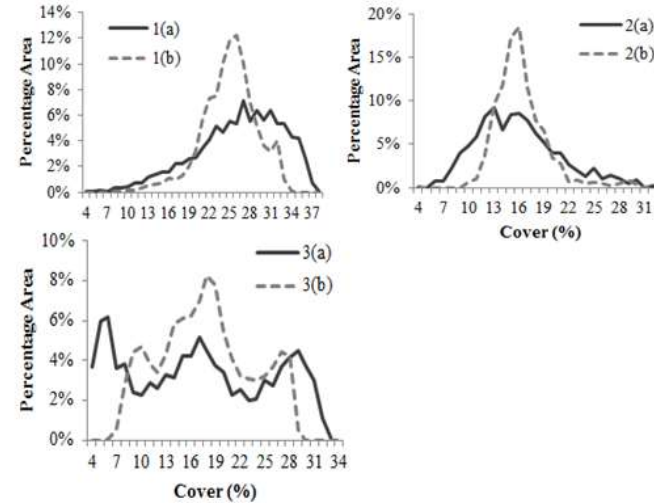 14%
12%
10%
8%
6%
4%
2%
0%
Percentage Area
1(a)
1(b)
4 7 10 13 16 19 22 25 28 31 34 37
20%
15%
10%
5%
0%
Percentage Area
2(a)
2(b)
4 7 10 13 16 19 22 25 28 31
Cover (%)
10%
8%
6%
4%
2%
0%
Percentage Area
3(a)
3(b)
4 7 10 13 16 19 22 25 28 31 34
Cover (%)